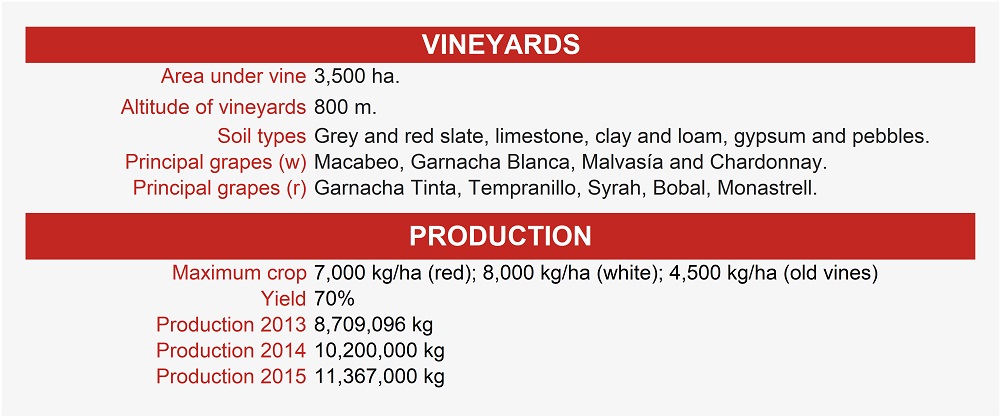 VINEYARDS
Area under vine 3,500 ha.
Altitude of vineyards 800 m.
Soil types Grey and red slate, limestone, clay and loam, gypsum and pebbles.
Principal grapes (w) Macabeo, Garnacha Blanca, Malvasía and Chardonnay.
Principal grapes (r) Garnacha Tinta, Tempranillo, Syrah, Bobal, Monastrell.
PRODUCTION
Maximum crop 7,000 kg/ha (red); 8,000 kg/ha (white); 4,500 kg/ha (old vines)
Yield 70%
Production 2013 8,709,096 kg
Production 2014 10,200,000 kg
Production 2015 11,367,000 kg